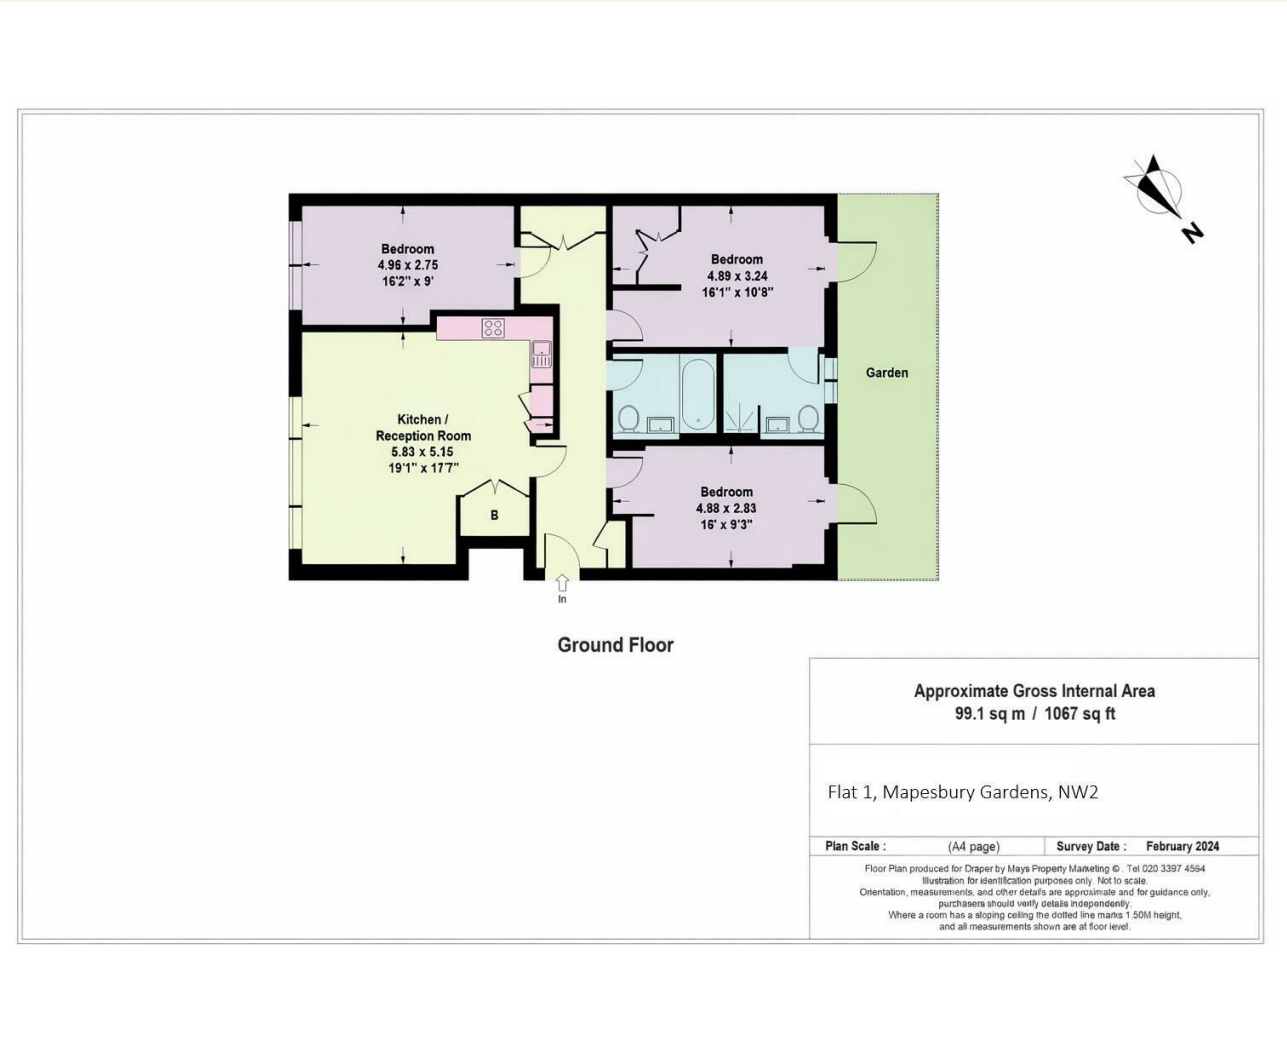 N
Bedroom
4.96 x 2.75
16'2" x 9'
Bedroom
4.89 x 3.24
16'1" x 10'8"
Garden
Kitchen /
Reception Room
5.83 x 5.15
19'1" x 17'7"
B
Bedroom
4.88 x 2.83
16' x 9'3"
In
Ground Floor
Approximate Gross Internal Area
99.1 sq m / 1067 sq ft
Flat 1, Mapesbury Gardens, NW2
Plan Scale : (A4 page) Survey Date : February 2024
Floor Plan produced for Draper by Mays Property Marketing © . Tel 020 3397 4594
Illustration for identification purposes only. Not to scale.
Orientation, measurements, and other details are approximate and for guidance only,
purchasers should verify details independently.
Where a room has a sloping ceiling the dotted line marks 1.50M height,
and all measurements shown are at floor level.